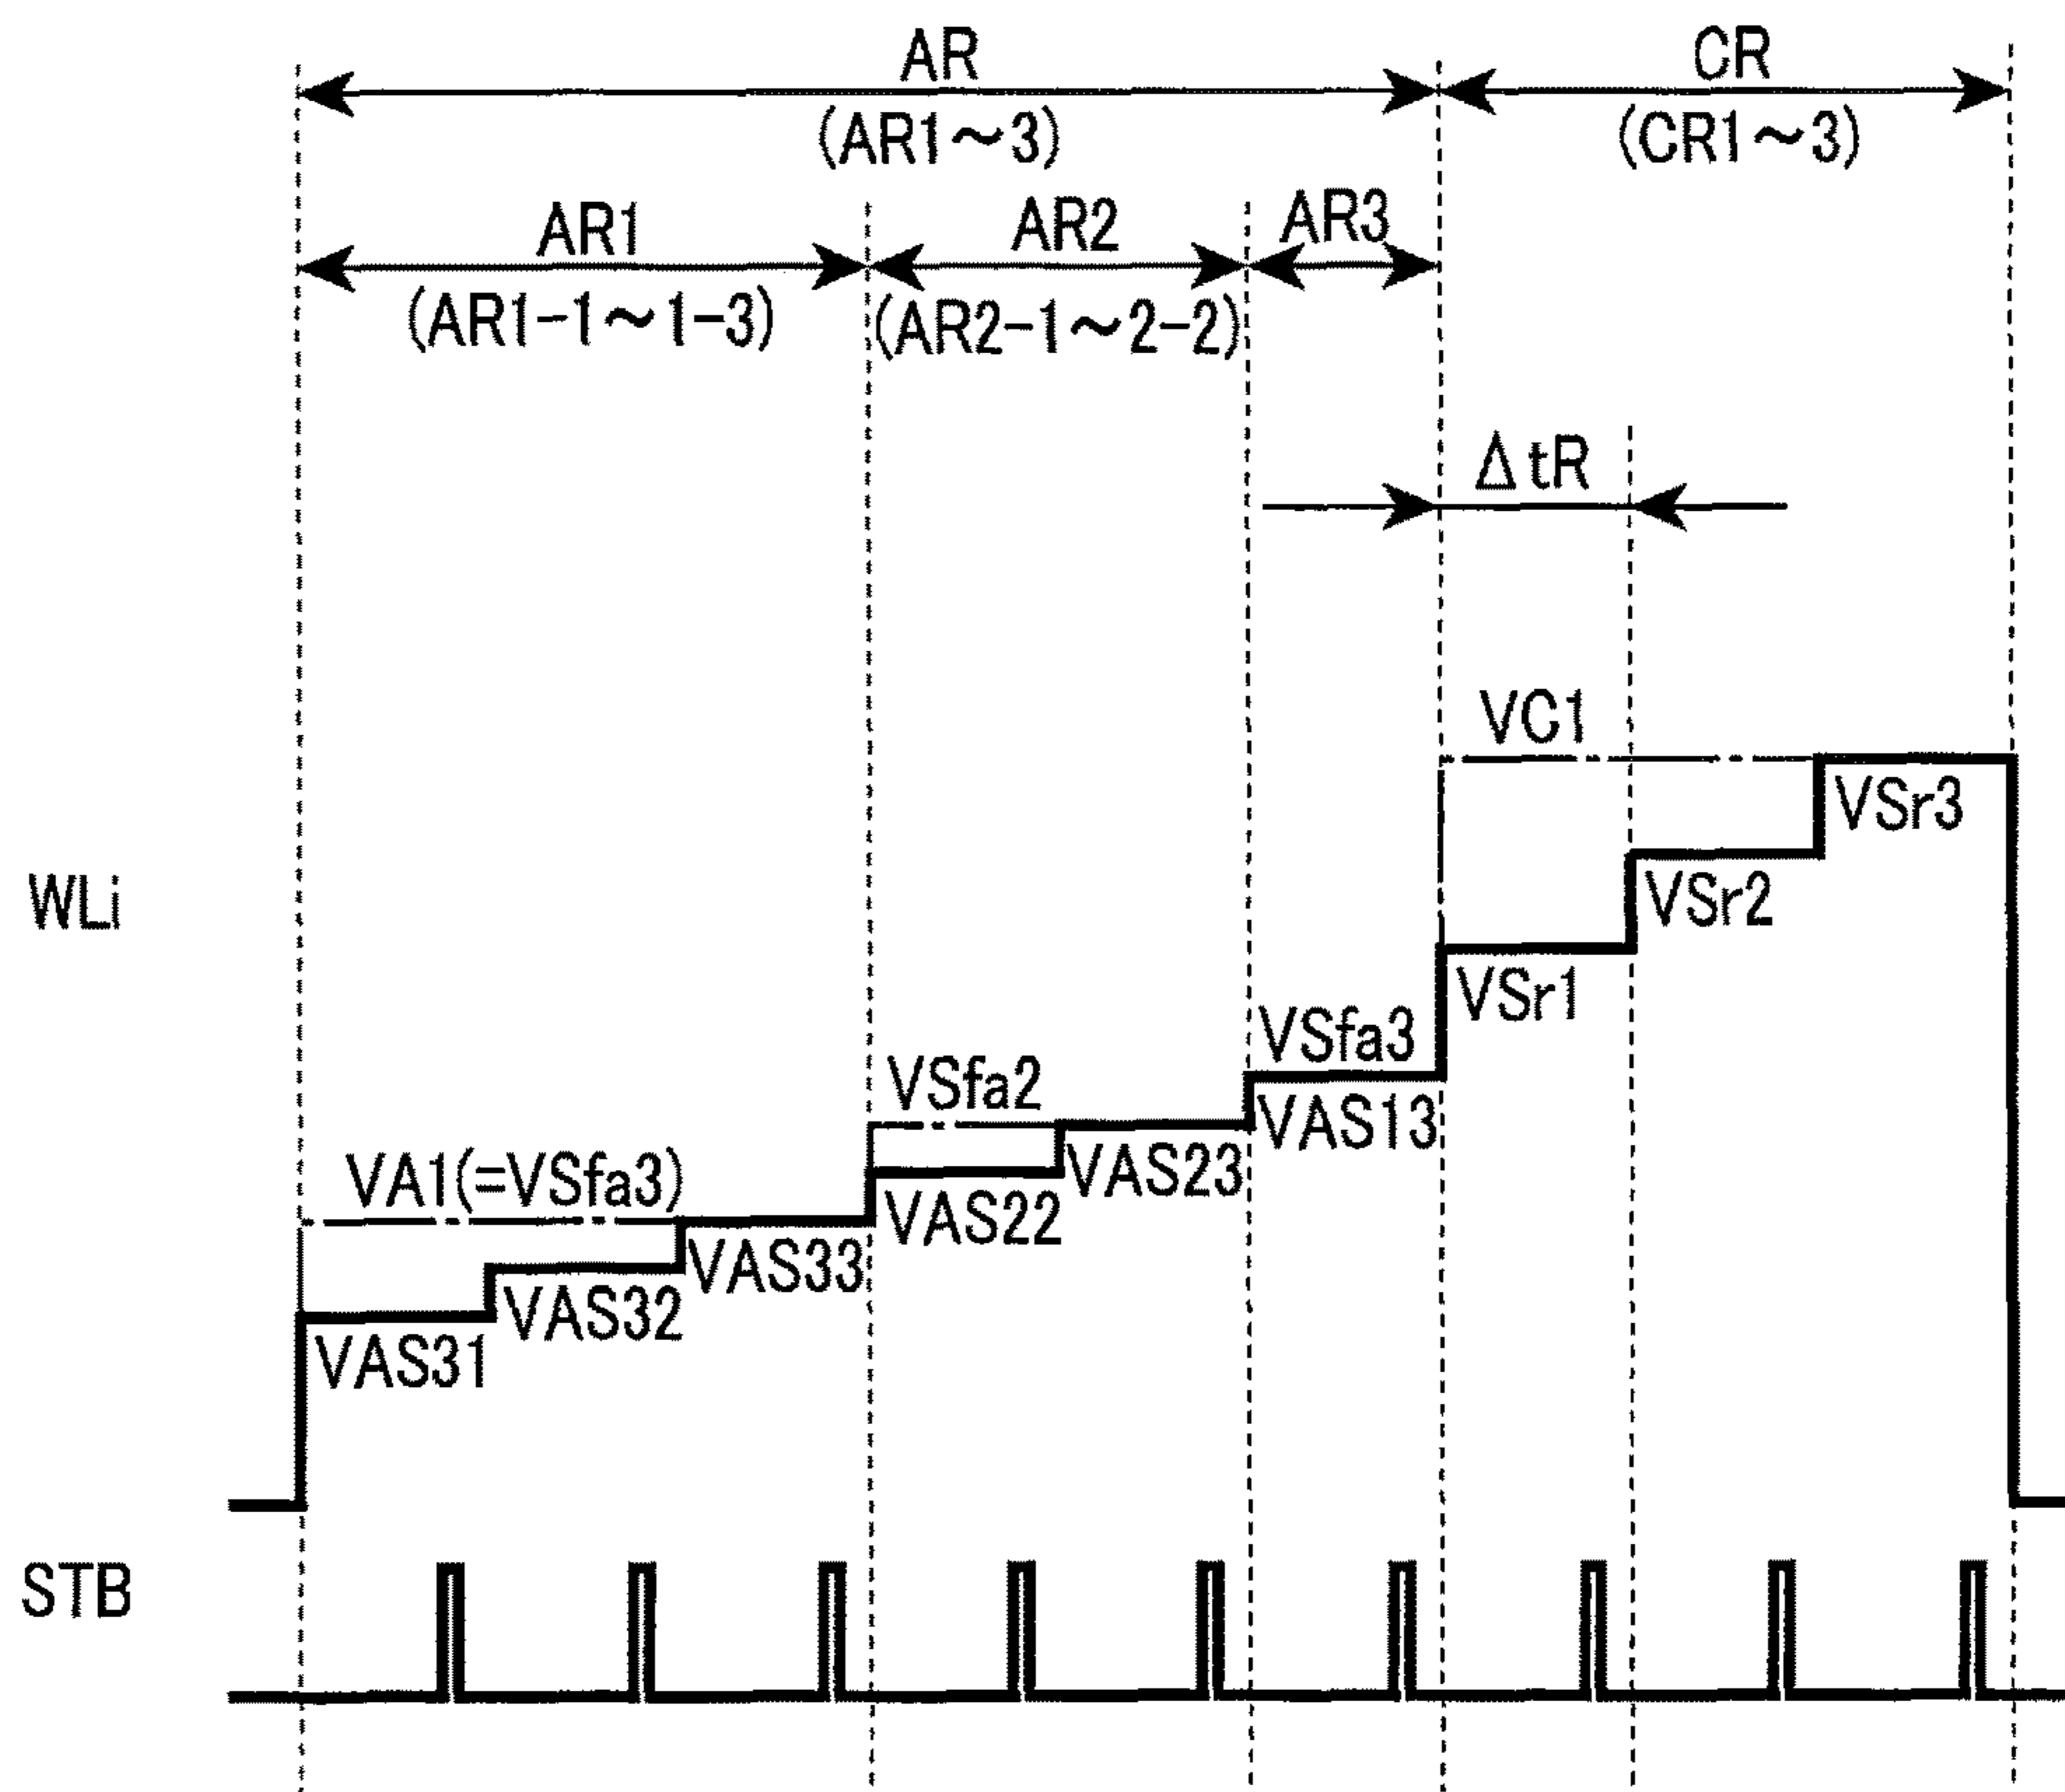 AR
CR
(AR1～3)
(CR1～3)
AR1
AR2
AR3
(AR1-1～1-3)
(AR2-1～2-2)
ΔtR
VC1
VSr3
WLi
VSr2
VSr1
VSfa3
VSfa2
VAS13
VA1(=VSfa3)
VAS23
VAS22
VAS33
VAS32
VAS31
STB